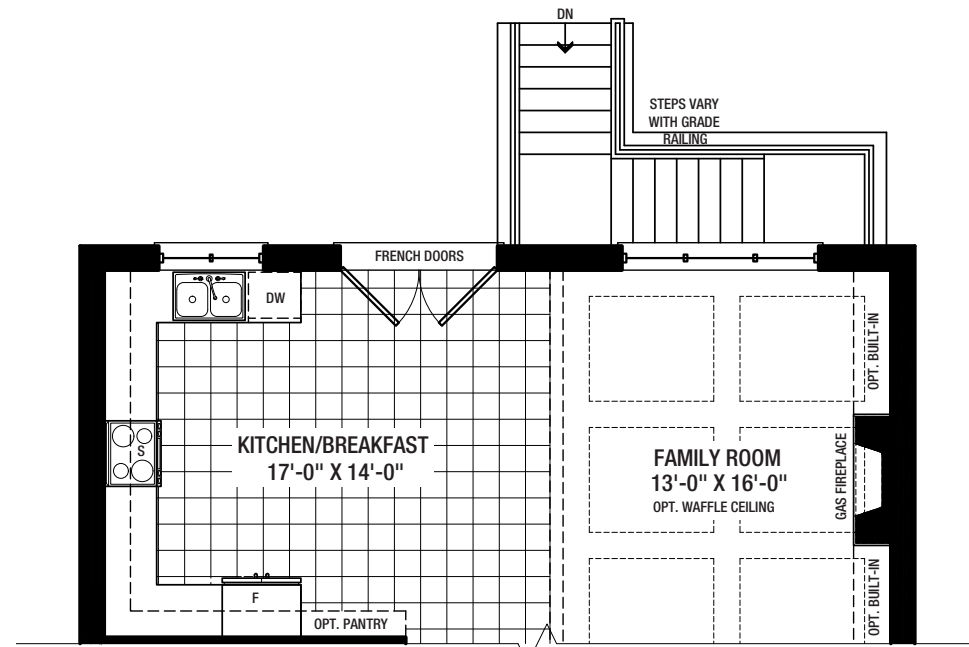 DN
STEPS VARY
WITH GRADE
RAILING
FRENCH DOORS
DW
OPT. BUILT-IN
S
KITCHEN/BREAKFAST
17'-0" X 14'-0"
FAMILY ROOM
13'-0" X 16'-0"
OPT. WAFFLE CEILING
GAS FIREPLACE
F
OPT. PANTRY
OPT. BUILT-IN